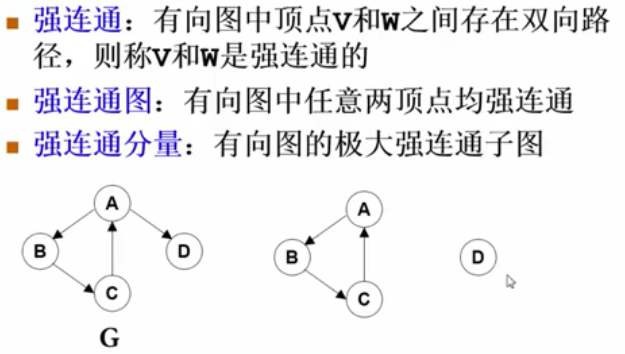 强连通：有向图中顶点V和W之间存在双向路
径，则称V和W是强连通的
强连通图：有向图中任意两顶点均强连通
强连通分量：有向图的极大强连通子图
A
B
D
C
G
A
B
C
D